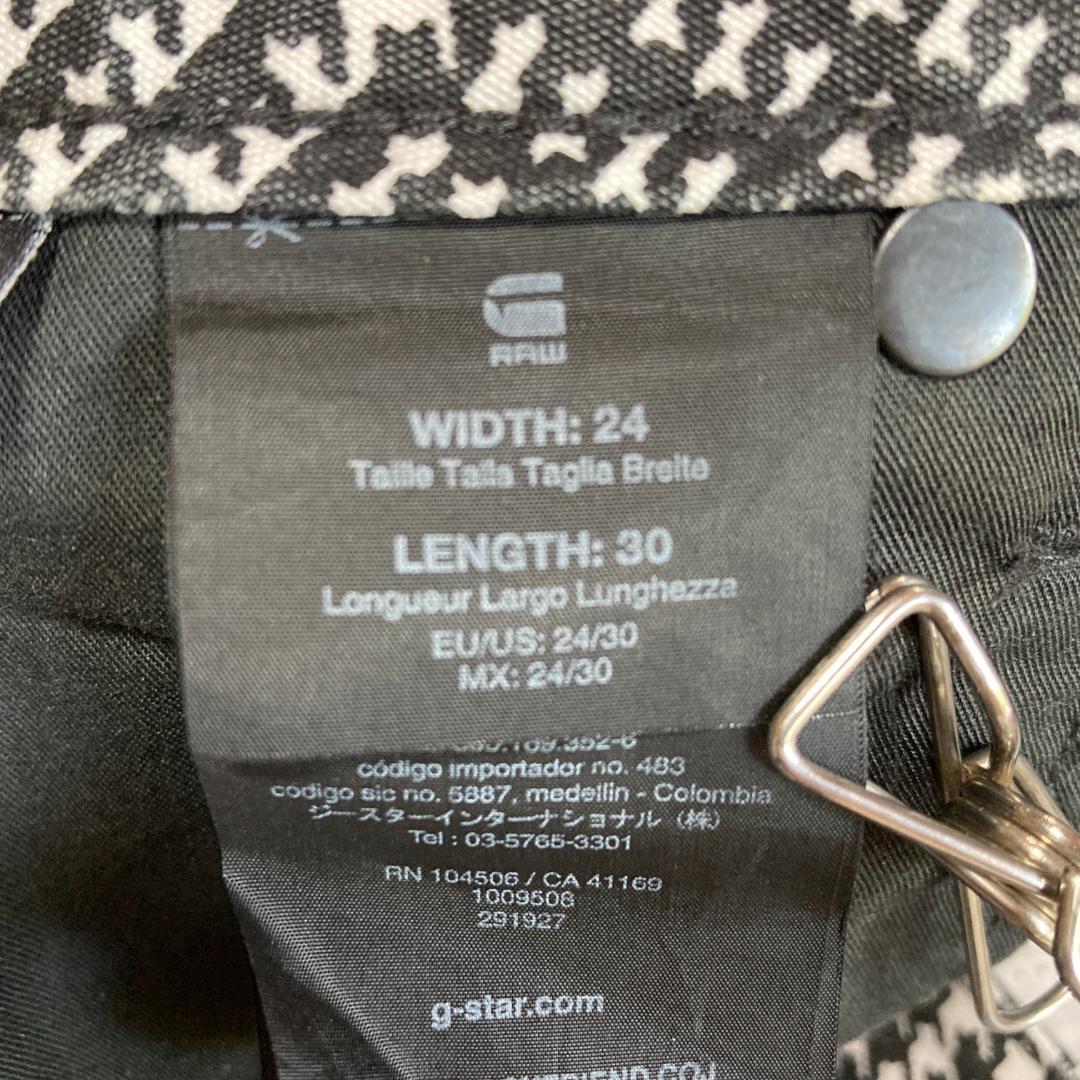 RAW
WIDTH: 24
Taille Talla Taglia Breite
LENGTH: 30
Longueur Largo Lunghezza
EU/US: 24/30
MX: 24/30
código importador no. 483
código sic no. 5887, medellin - Colombia
ジースターインターナショナル（株）
Tel : 03-5765-3301
RN 104506 / CA 41169
1009508
291927
g-star.com